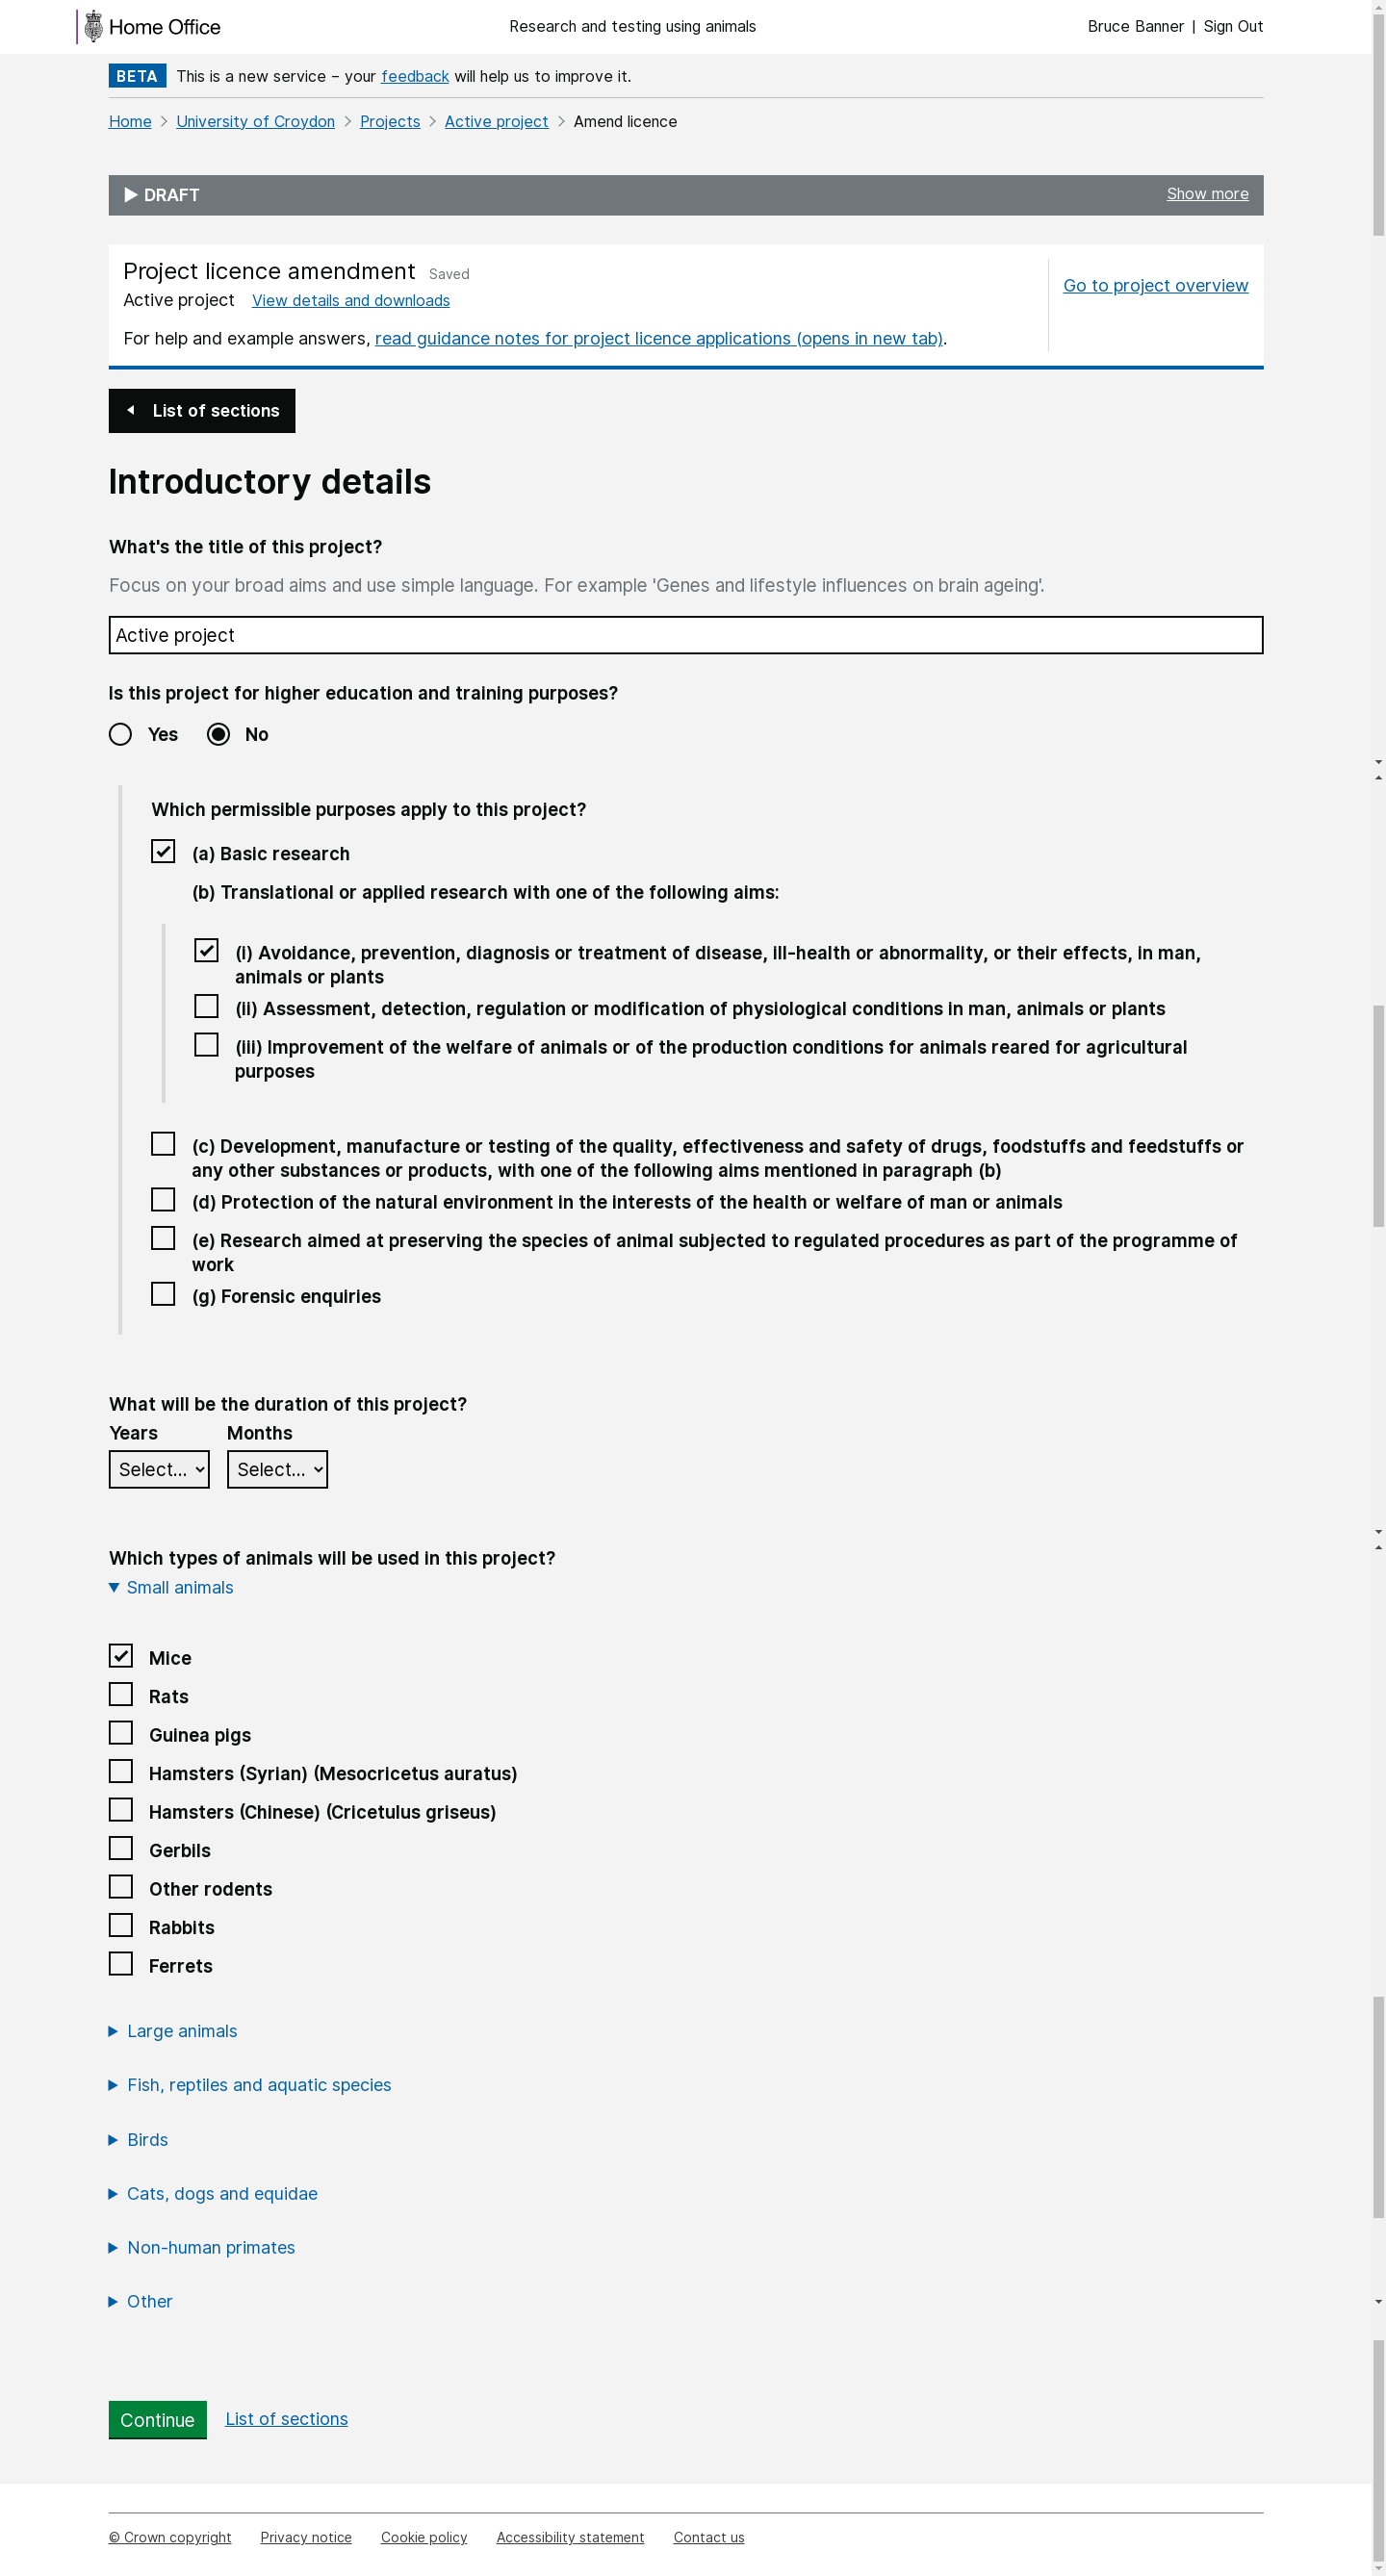 Home Office
Research and testing using animals
Bruce Banner | Sign Out
BETA This is a new service – your feedback will help us to improve it.
Home > University of Croydon > Projects > Active project > Amend licence
▶ DRAFT
Show more
Project licence amendment Saved
Active project View details and downloads
Go to project overview
For help and example answers, read guidance notes for project licence applications (opens in new tab).
List of sections
Introductory details
What's the title of this project?
Focus on your broad aims and use simple language. For example 'Genes and lifestyle influences on brain ageing'.
Active project
Is this project for higher education and training purposes?
Yes No
Which permissible purposes apply to this project?
(a) Basic research
(b) Translational or applied research with one of the following aims:
(i) Avoidance, prevention, diagnosis or treatment of disease, ill-health or abnormality, or their effects, in man,
animals or plants
(ii) Assessment, detection, regulation or modification of physiological conditions in man, animals or plants
(iii) Improvement of the welfare of animals or of the production conditions for animals reared for agricultural
purposes
(c) Development, manufacture or testing of the quality, effectiveness and safety of drugs, foodstuffs and feedstuffs or
any other substances or products, with one of the following aims mentioned in paragraph (b)
(d) Protection of the natural environment in the interests of the health or welfare of man or animals
(e) Research aimed at preserving the species of animal subjected to regulated procedures as part of the programme of
work
(g) Forensic enquiries
What will be the duration of this project?
Years Months
Select... Select...
Which types of animals will be used in this project?
Small animals
Mice
Rats
Guinea pigs
Hamsters (Syrian) (Mesocricetus auratus)
Hamsters (Chinese) (Cricetulus griseus)
Gerbils
Other rodents
Rabbits
Ferrets
Large animals
Fish, reptiles and aquatic species
Birds
Cats, dogs and equidae
Non-human primates
Other
Continue List of sections
© Crown copyright Privacy notice Cookie policy Accessibility statement Contact us